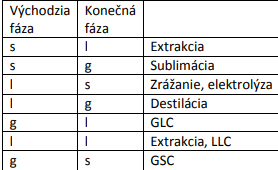 Východzia fáza Konečná fáza
s l Extrakcia
s g Sublimácia
l s Zrážanie, elektrolýza
l g Destilácia
g l GLC
l l Extrakcia, LLC
g s GSC